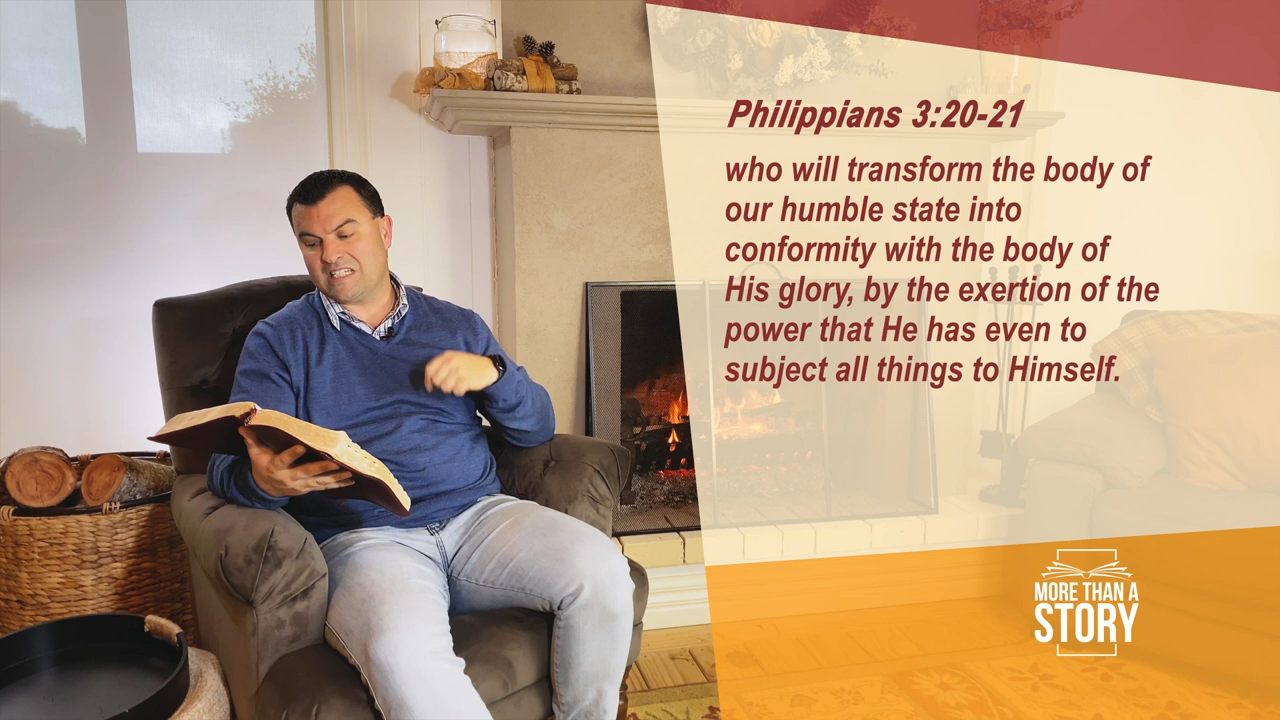 Philippians 3:20-21
who will transform the body of
our humble state into
conformity with the body of
His glory, by the exertion of the
power that He has even to
subject all things to Himself.
MORE THAN A
STORY